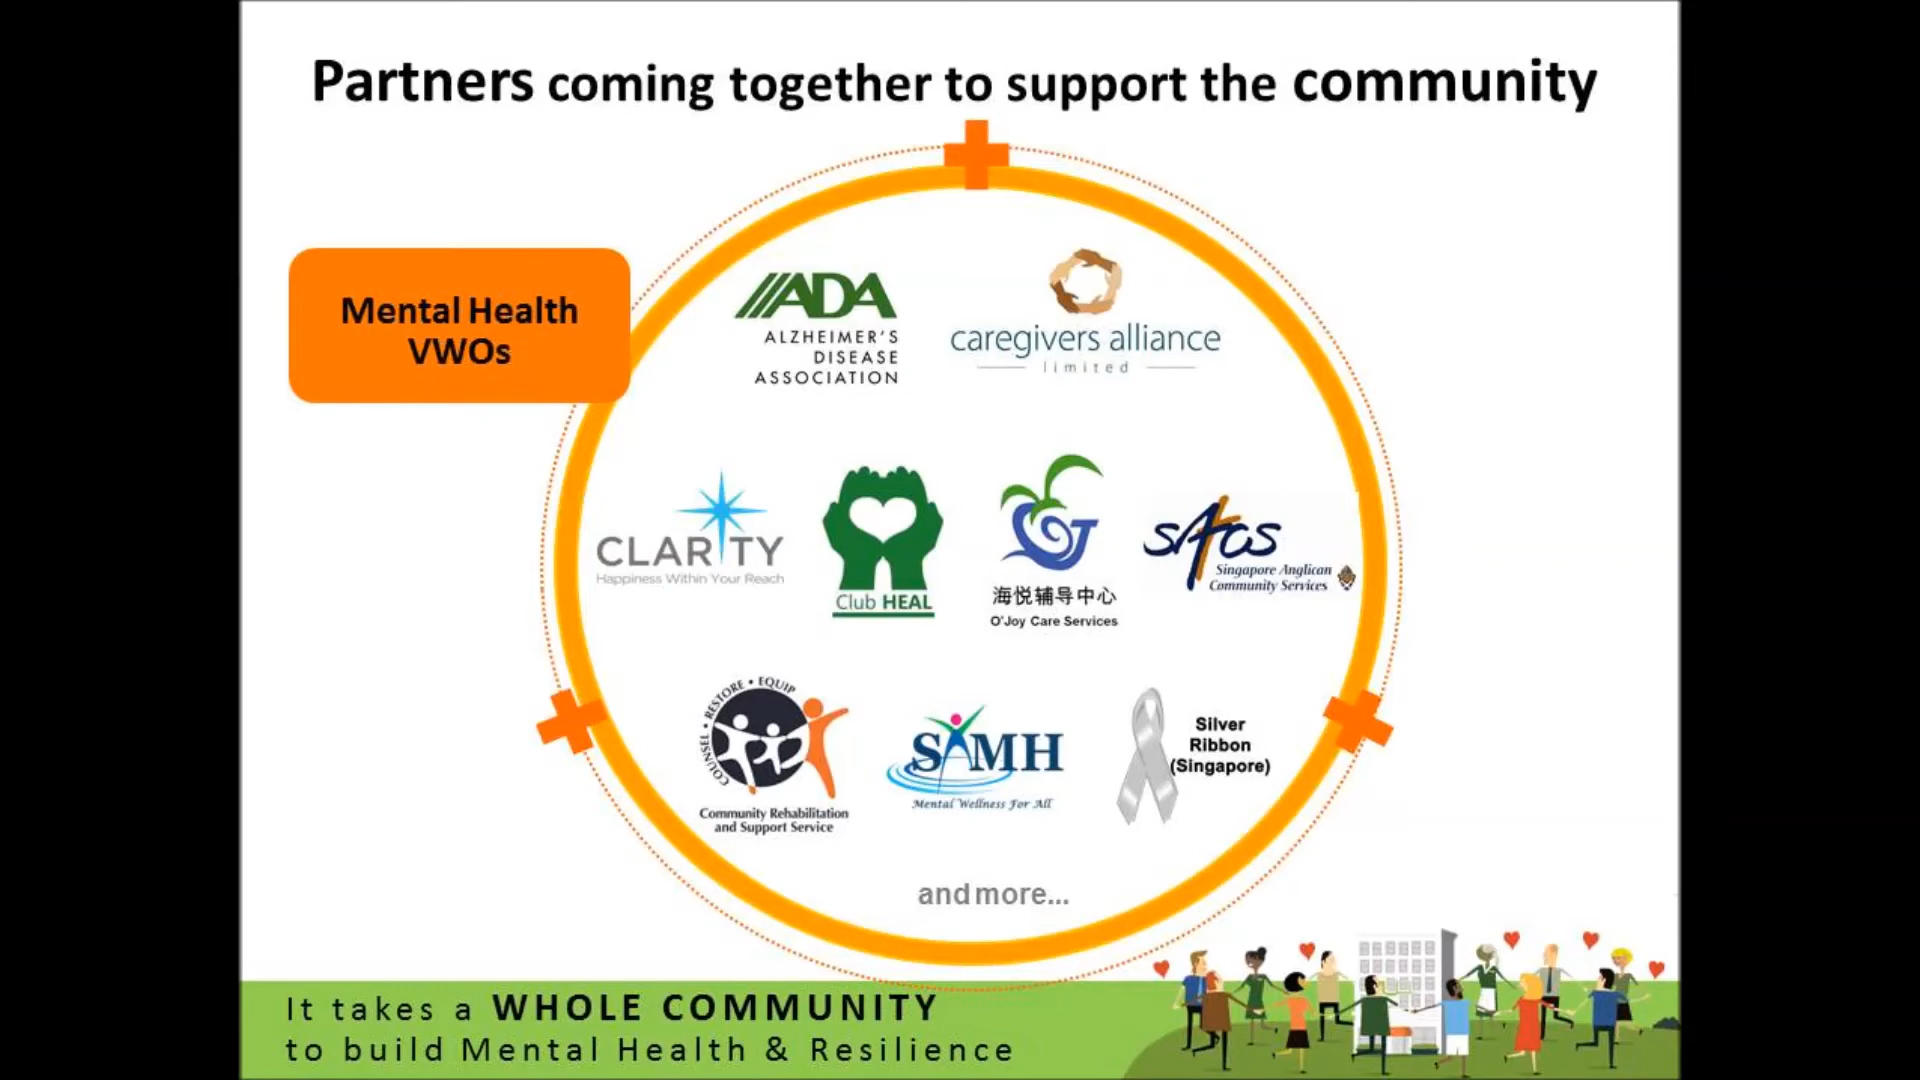 Partners coming together to support the community
Mental Health
VWOs
ADA
ALZHEIMER'S
DISEASE
ASSOCIATION
caregivers alliance
limited
CLARITY
Happiness Within Your Reach
Club HEAL
海悦辅导中心
O'Joy Care Services
SACS
Singapore Anglican
Community Services
COUNSEL • RESTORE • EQUIP
Community Rehabilitation
and Support Service
SAMH
Mental Wellness For All
Silver
Ribbon
(Singapore)
and more...
It takes a WHOLE COMMUNITY
to build Mental Health & Resilience